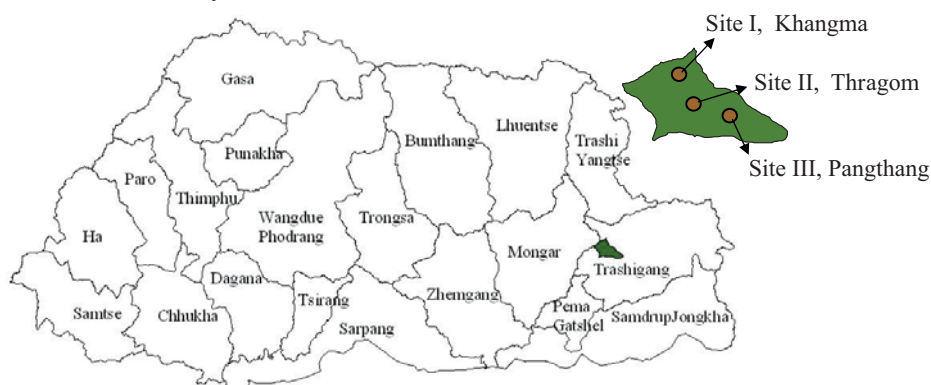 Site I, Khangma
Gasa
Site II, Thragom
Lhuentse
Bumthang
Trashi
Yangtse
Punakha
Site III, Pangthang
Paro
Thimphu
Wangdue
Phodrang
Trongsa
Ha
Mongar
Trashigang
Dagana
Zhemgang
Tsirang
Pema
Gatshel
Samtse
Chhukha
SamdrupJongkha
Sarpang